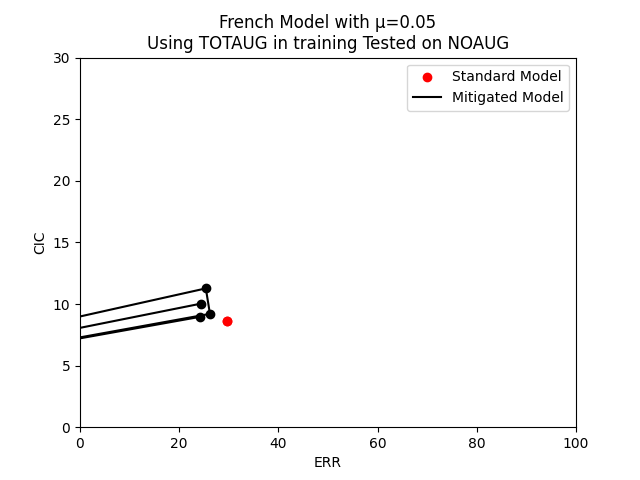 French Model with μ=0.05
Using TOTAUG in training Tested on NOAUG
Standard Model
Mitigated Model
30
25
20
15
10
5
0
CIC
0 20 40 60 80 100
ERR